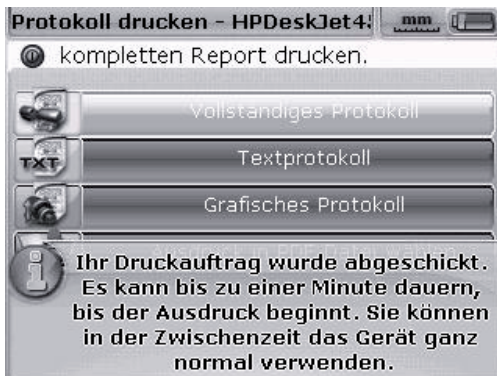 Protokoll drucken - HPDeskJet4
mm
kompletten Report drucken.
Vollständiges Protokoll
TXT
Textprotokoll
Grafisches Protokoll
Ihr Druckauftrag wurde abgeschickt.
Es kann bis zu einer Minute dauern,
bis der Ausdruck beginnt. Sie können
in der Zwischenzeit das Gerät ganz
normal verwenden.